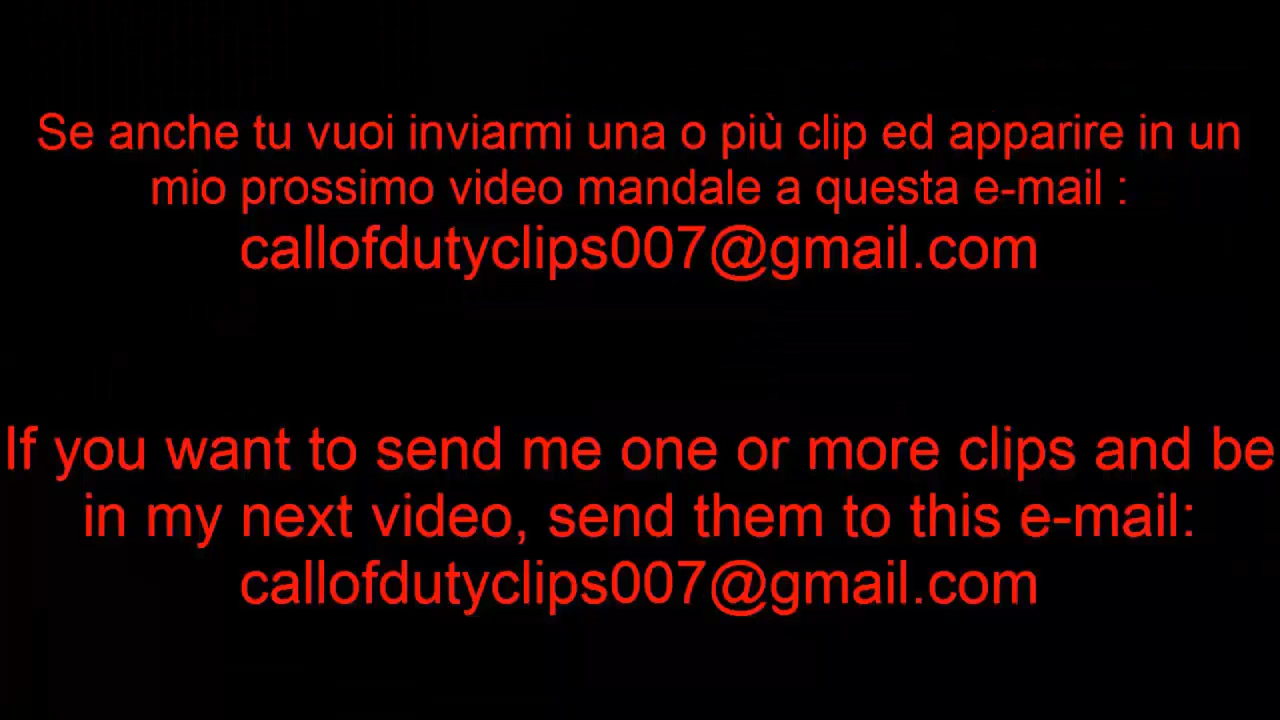 Se anche tu vuoi inviarmi una o più clip ed apparire in un
mio prossimo video mandale a questa e-mail :
callofdutyclips007@gmail.com
If you want to send me one or more clips and be
in my next video, send them to this e-mail:
callofdutyclips007@gmail.com